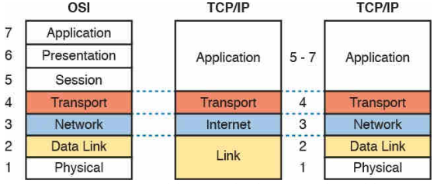 OSI TCP/IP TCP/IP
7 Application
6 Presentation Application 5 - 7 Application
5 Session
4 Transport Transport 4 Transport
3 Network Internet 3 Network
2 Data Link Link 2 Data Link
1 Physical 1 Physical